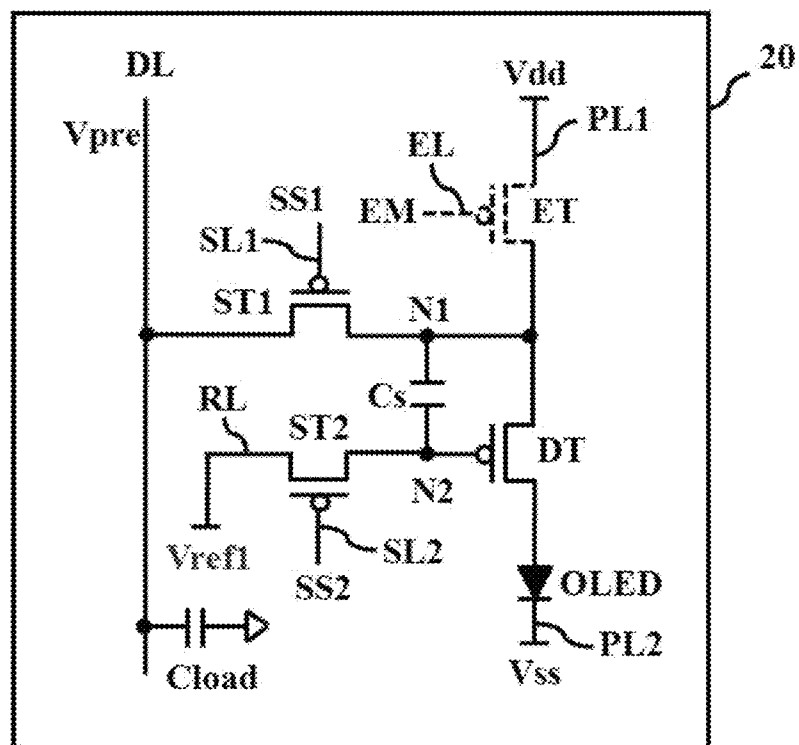 DL
Vdd
20
Vpre
PL1
EL
SS1
EM
ET
SL1
ST1
N1
Cs
RL
ST2
DT
N2
Vref1
SL2
SS2
OLED
PL2
Cload
Vss